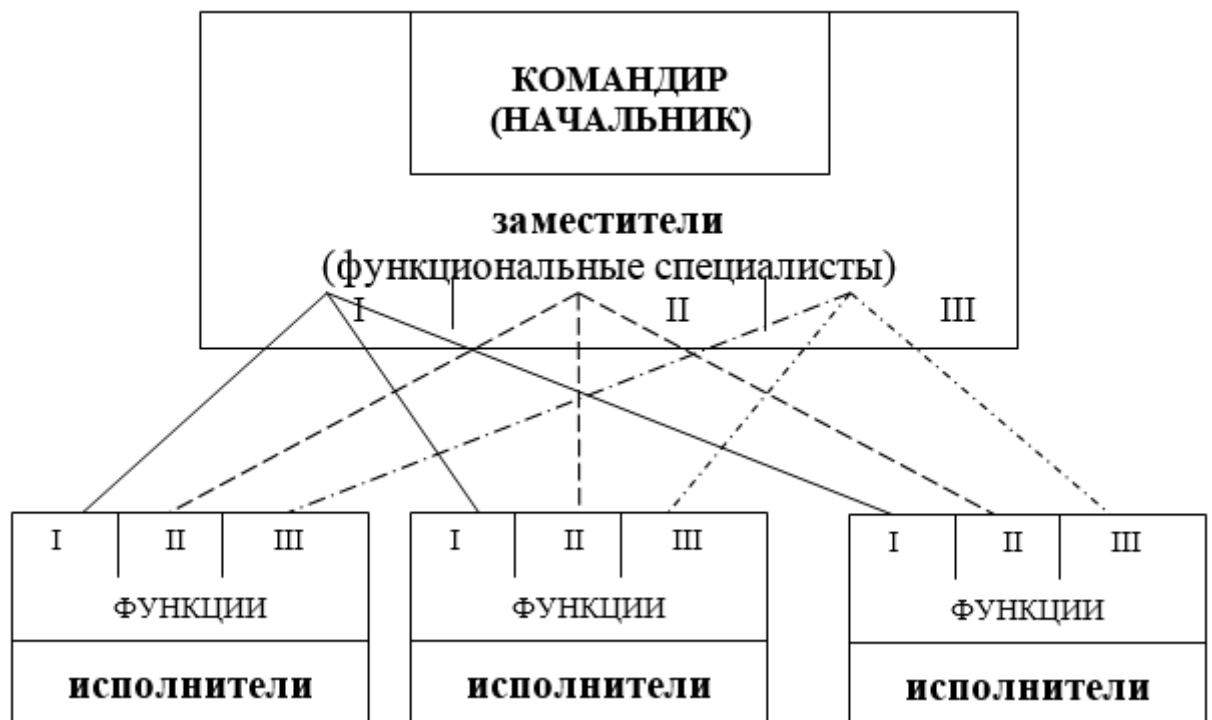 КОМАНДИР
(НАЧАЛЬНИК)
заместители
(функциональные специалисты)
I II III
I II III I II III I II III
ФУНКЦИИ ФУНКЦИИ ФУНКЦИИ
исполнители исполнители исполнители